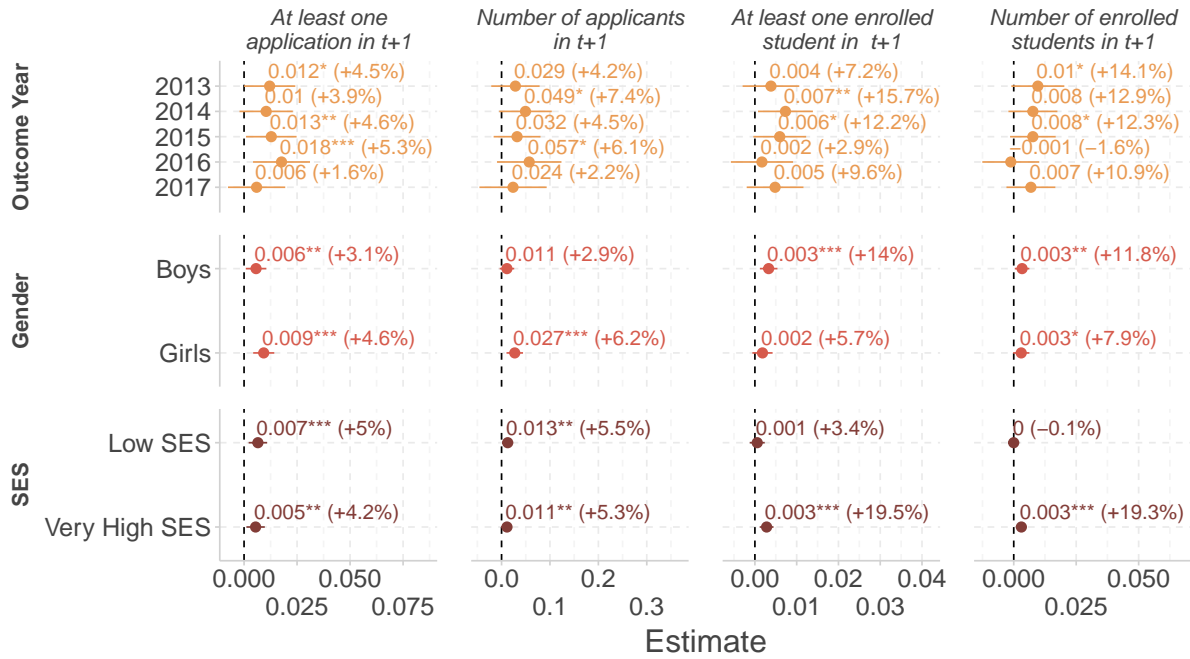 At least one
application in t+1
Number of applicants
in t+1
At least one enrolled
student in t+1
Number of enrolled
students in t+1
Outcome Year
2013
0.012* (+4.5%)
0.029 (+4.2%)
0.004 (+7.2%)
0.01* (+14.1%)
2014
0.01 (+3.9%)
0.049* (+7.4%)
0.007** (+15.7%)
0.008 (+12.9%)
2015
0.013** (+4.6%)
0.032 (+4.5%)
0.006* (+12.2%)
0.008* (+12.3%)
2016
0.018*** (+5.3%)
0.057* (+6.1%)
0.002 (+2.9%)
−0.001 (−1.6%)
2017
0.006 (+1.6%)
0.024 (+2.2%)
0.005 (+9.6%)
0.007 (+10.9%)
Gender
Boys
0.006** (+3.1%)
0.011 (+2.9%)
0.003*** (+14%)
0.003** (+11.8%)
Girls
0.009*** (+4.6%)
0.027*** (+6.2%)
0.002 (+5.7%)
0.003* (+7.9%)
SES
Low SES
0.007*** (+5%)
0.013** (+5.5%)
0.001 (+3.4%)
0 (−0.1%)
Very High SES
0.005** (+4.2%)
0.011** (+5.3%)
0.003*** (+19.5%)
0.003*** (+19.3%)
0.000 0.050
0.025 0.075
0.0 0.2
0.1 0.3
0.00 0.02 0.04
0.01 0.03
0.000 0.050
0.025
Estimate